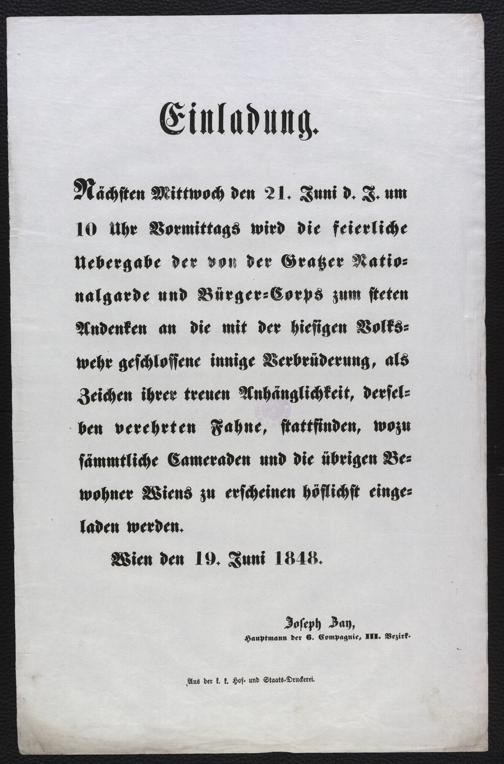 Einladung.
Nächsten Mittwoch den 21. Juni d. J. um
10 Uhr Vormittags wird die feierliche
Uebergabe der von der Gratzer Natio-
nalgarde und Bürger-Corps zum steten
Andenken an die mit der hiesigen Volks-
wehr geschlossene innige Verbrüderung, als
Zeichen ihrer treuen Anhänglichkeit, dersel-
ben verehrten Fahne, stattfinden, wozu
sämmtliche Cameraden und die übrigen Be-
wohner Wiens zu erscheinen höflichst einge-
laden werden.
Wien den 19. Juni 1848.
Joseph Zay,
Hauptmann der 6. Compagnie, III. Bezirk.
Aus der k. k. Hof- und Staats-Druckerei.